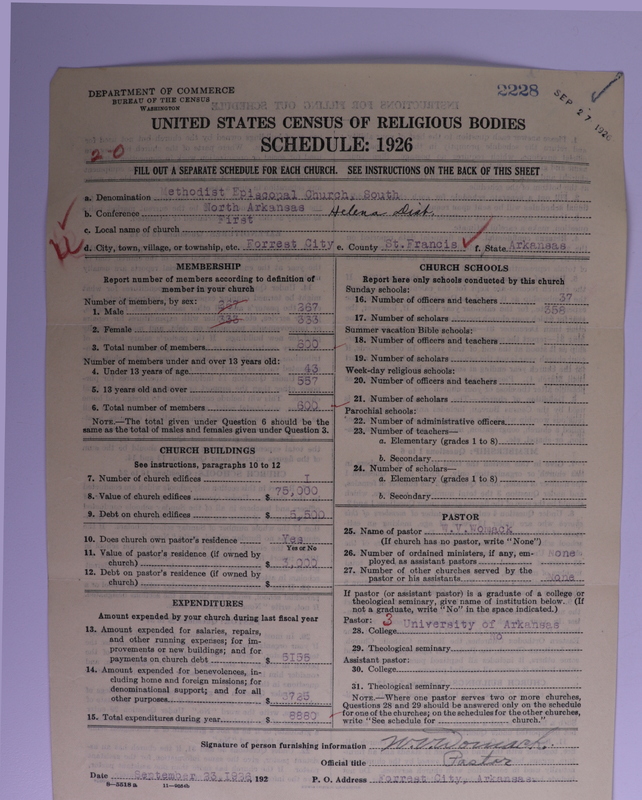 2228
SEP 27 1926
DEPARTMENT OF COMMERCE
BUREAU OF THE CENSUS
WASHINGTON
UNITED STATES CENSUS OF RELIGIOUS BODIES
SCHEDULE: 1926
2-0
FILL OUT A SEPARATE SCHEDULE FOR EACH CHURCH. SEE INSTRUCTIONS ON THE BACK OF THIS SHEET
a. Denomination Methodist Episcopal Church, South
b. Conference North Arkansas Helena Dist.
c. Local name of church First
d. City, town, village, or township, etc. Forrest City e. County St.Francis f. State Arkansas
MEMBERSHIP
Report number of members according to definition of
member in your church
Number of members, by sex:
1. Male 267
2. Female 333
3. Total number of members 600
Number of members under and over 13 years old:
4. Under 13 years of age 43
5. 13 years old and over 557
6. Total number of members 600
NOTE.—The total given under Question 6 should be
same as the total of males and females given under Question 3.
CHURCH BUILDINGS
See instructions, paragraphs 10 to 12
7. Number of church edifices 1
8. Value of church edifices $ 75,000
9. Debt on church edifices $ 5,500
10. Does church own pastor's residence Yes
Yes or No
11. Value of pastor's residence (if owned by
church) $
12. Debt on pastor's residence (if owned by
church) $
EXPENDITURES
Amount expended by your church during last fiscal year
13. Amount expended for salaries, repairs,
and other running expenses; for im-
provements or new buildings; and for
payments on church debt $ 5155
14. Amount expended for benevolences, in-
cluding home and foreign missions; for
denominational support; and for all
other purposes $ 3725
15. Total expenditures during year $ 8880
CHURCH SCHOOLS
Report here only schools conducted by this church
Sunday schools:
16. Number of officers and teachers 37
17. Number of scholars 358
Summer vacation Bible schools:
18. Number of officers and teachers
19. Number of scholars
Week-day religious schools:
20. Number of officers and teachers
21. Number of scholars
Parochial schools:
22. Number of administrative officers
23. Number of teachers—
a. Elementary (grades 1 to 8)
b. Secondary
24. Number of scholars—
a. Elementary (grades 1 to 8)
b. Secondary
PASTOR
25. Name of pastor W.V.Womack
(If church has no pastor, write "None")
26. Number of ordained ministers, if any, em-
ployed as assistant pastors None
27. Number of other churches served by the
pastor or his assistants None
If pastor (or assistant pastor) is a graduate of a college or
theological seminary, give name of institution below. (If
not a graduate, write "No" in the space indicated.)
Pastor: 3
28. College University of Arkansas
29. Theological seminary No
Assistant pastor:
30. College
31. Theological seminary
NOTE.—Where one pastor serves two or more churches,
Questions 28 and 29 should be answered only on the schedule
for one of the churches; on the schedules for the other churches,
write "See schedule for church."
Signature of person furnishing information W.V.Womack.
Official title Pastor
Date September 23,1926 192
P. O. Address Forrest City, Arkansas.
8—5518 a